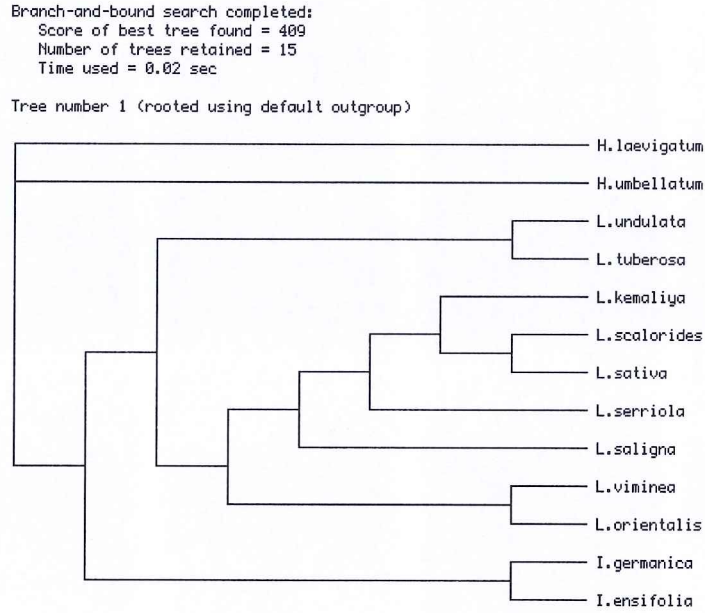 Branch-and-bound search completed:
Score of best tree found = 409
Number of trees retained = 15
Time used = 0.02 sec
Tree number 1 (rooted using default outgroup)
H.laevigatum
H.umbellatum
L.undulata
L.tuberosa
L.kemaliya
L.scalorides
L.sativa
L.serriola
L.saligna
L.viminea
L.orientalis
I.germanica
I.ensifolia